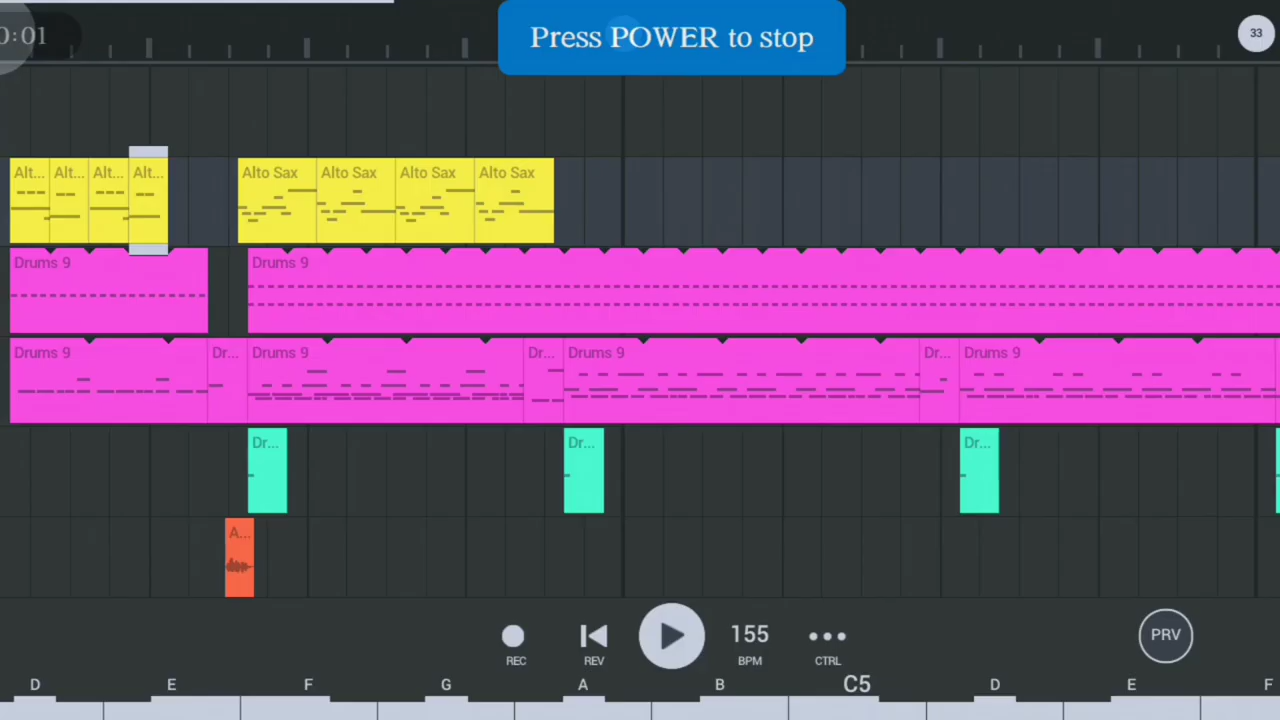 0:01
Press POWER to stop
33
Alt... Alt... Alt... Alt... Alto Sax Alto Sax Alto Sax Alto Sax
Drums 9 Drums 9
Drums 9 Dr... Drums 9 Dr... Drums 9 Dr... Drums 9
Dr... Dr... Dr...
A...
155
PRV
REC REV BPM CTRL
D E F G A B C5 D E F